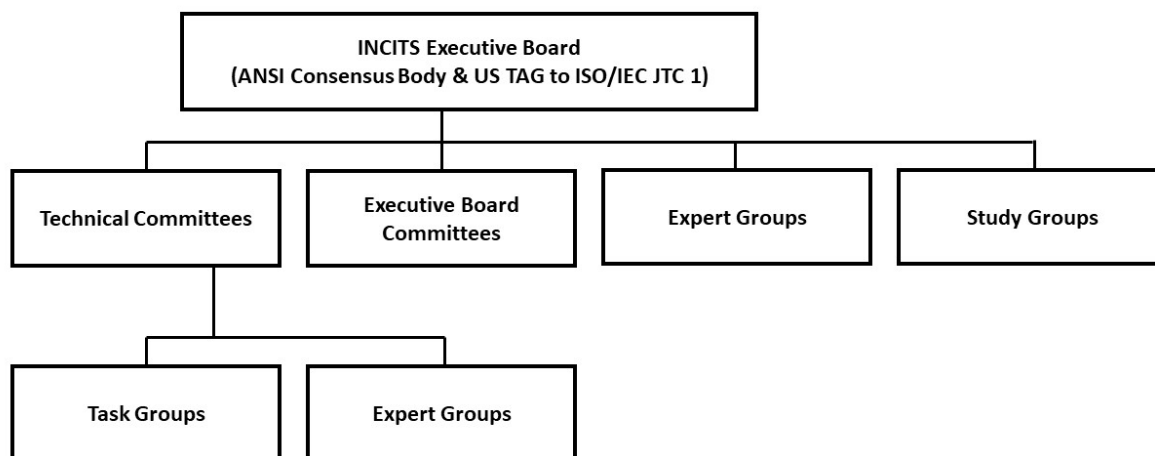 INCITS Executive Board
(ANSI Consensus Body & US TAG to ISO/IEC JTC 1)
Technical Committees
Executive Board
Committees
Expert Groups
Study Groups
Task Groups
Expert Groups